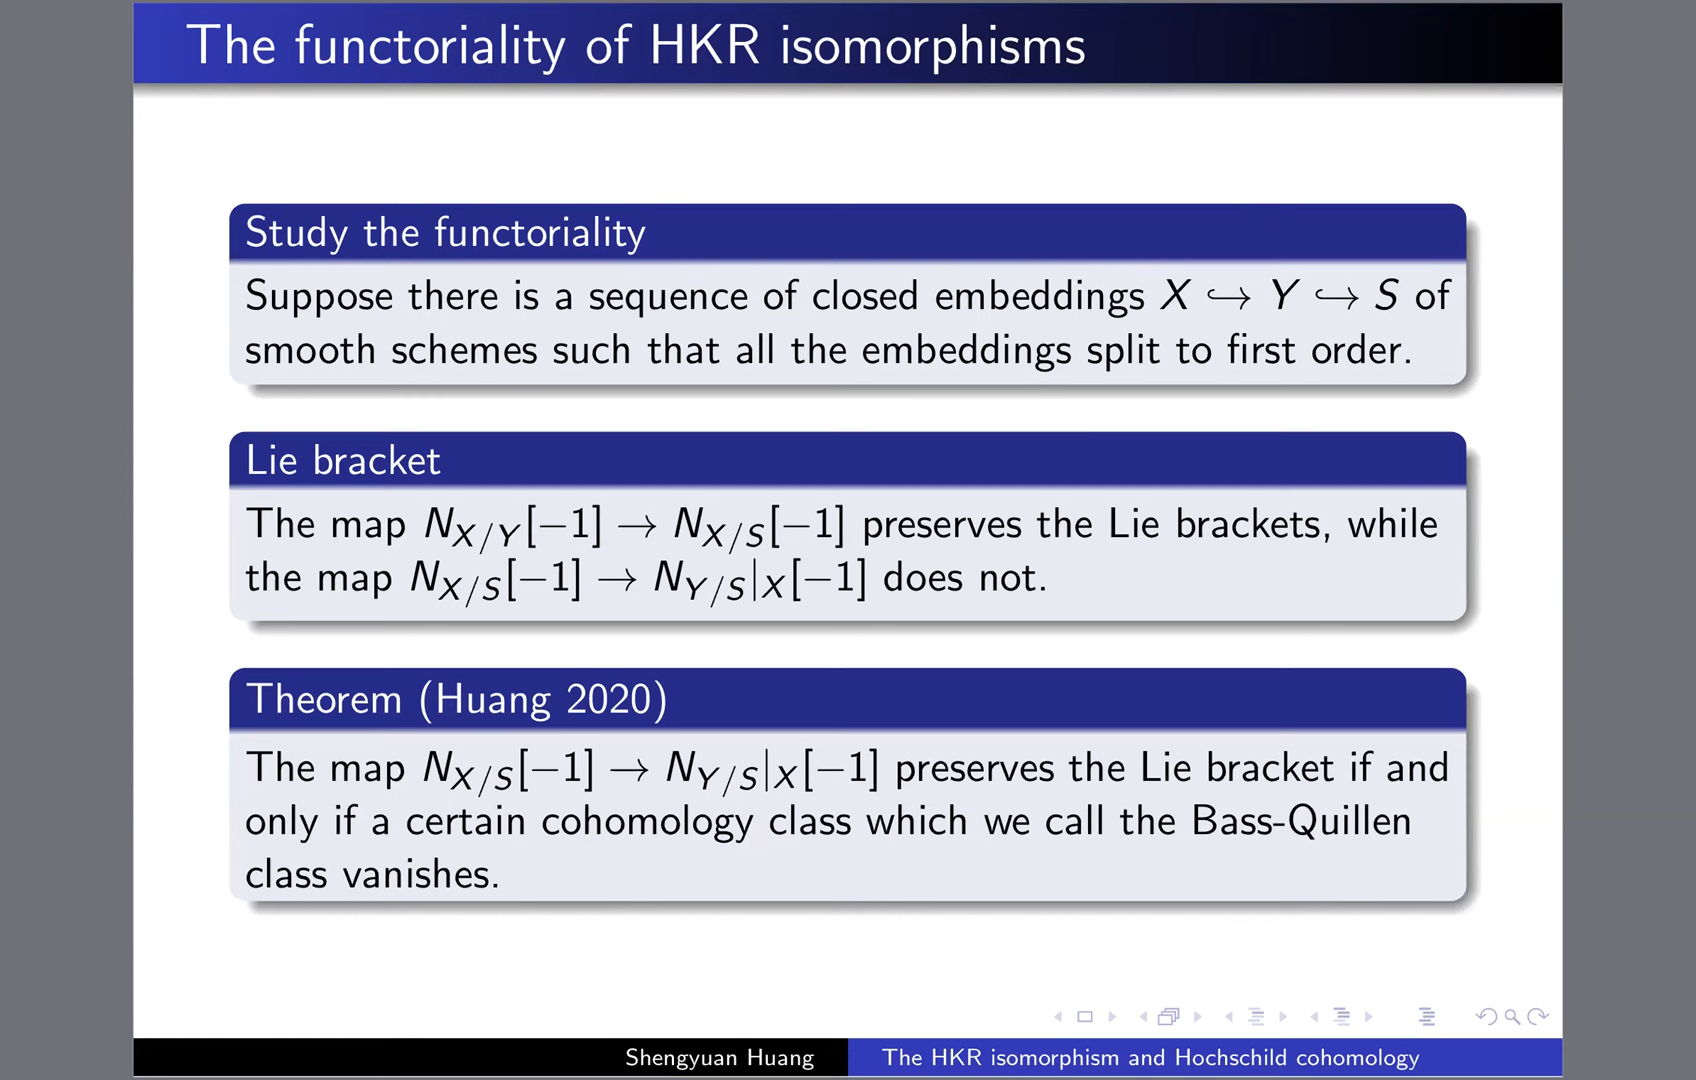 The functoriality of HKR isomorphisms
Study the functoriality
Suppose there is a sequence of closed embeddings X ↪ Y ↪ S of
smooth schemes such that all the embeddings split to first order.
Lie bracket
The map N_{X/Y}[−1] → N_{X/S}[−1] preserves the Lie brackets, while
the map N_{X/S}[−1] → N_{Y/S}|_X[−1] does not.
Theorem (Huang 2020)
The map N_{X/S}[−1] → N_{Y/S}|_X[−1] preserves the Lie bracket if and
only if a certain cohomology class which we call the Bass-Quillen
class vanishes.
Shengyuan Huang
The HKR isomorphism and Hochschild cohomology